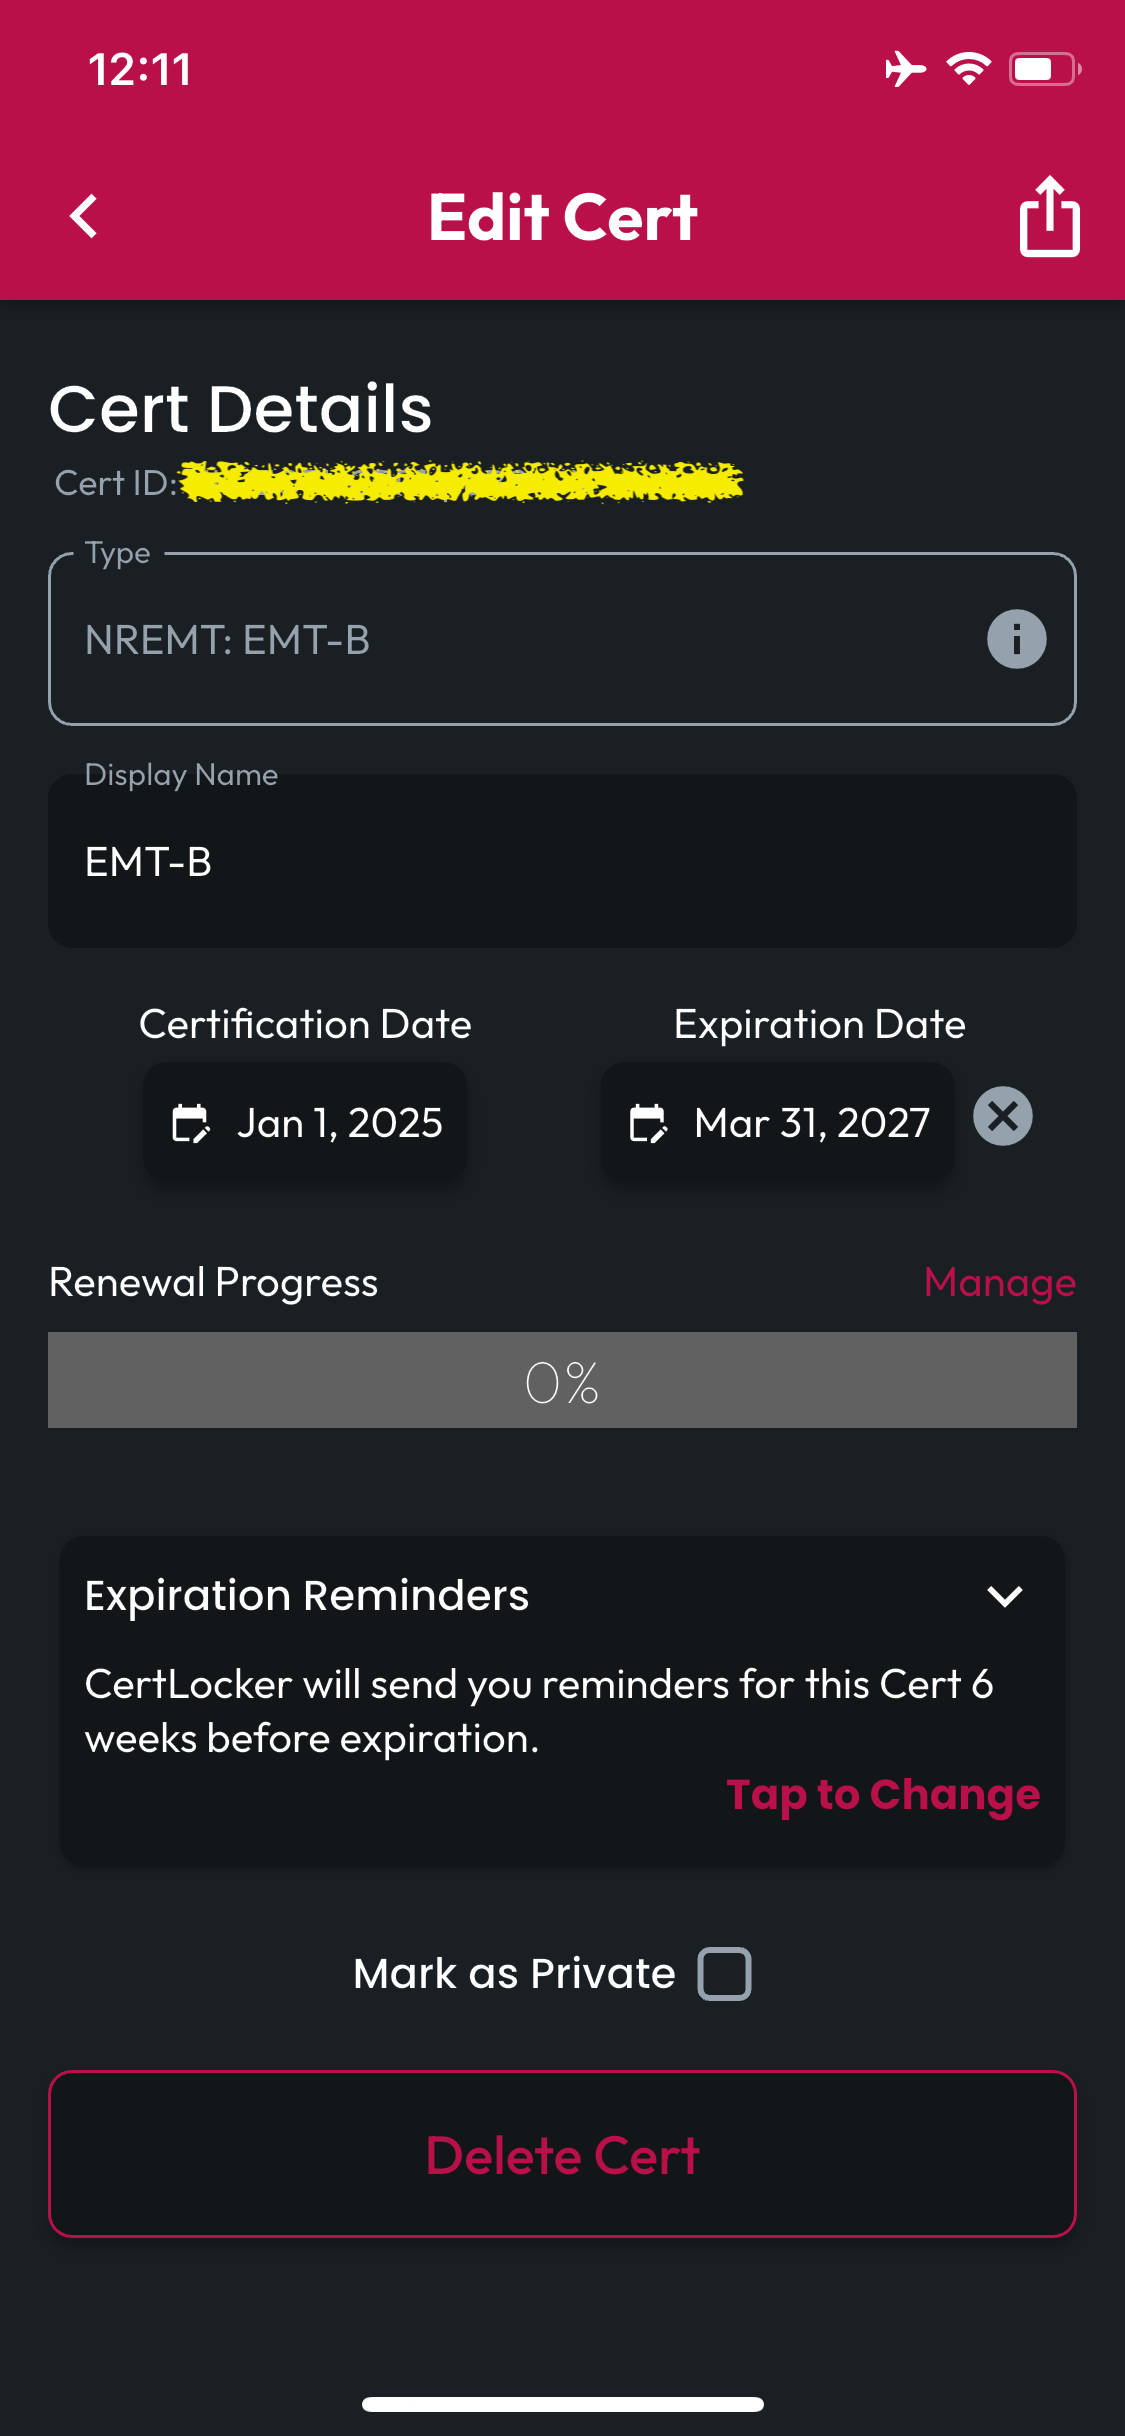 12:11
Edit Cert
Cert Details
Cert ID:
Type
NREMT: EMT-B
Display Name
EMT-B
Certification Date
Expiration Date
Jan 1, 2025
Mar 31, 2027
Renewal Progress
Manage
0%
Expiration Reminders
CertLocker will send you reminders for this Cert 6
weeks before expiration.
Tap to Change
Mark as Private
Delete Cert